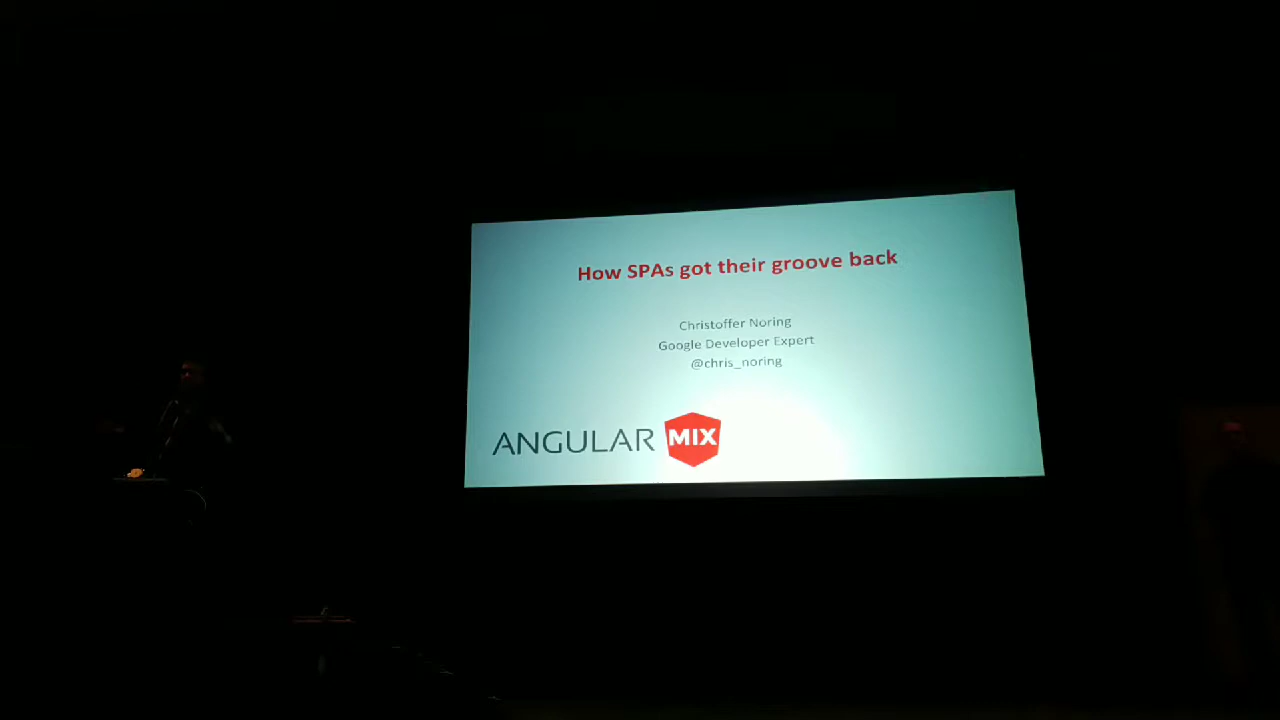 How SPAs got their groove back
Christoffer Noring
Google Developer Expert
@chris_noring
ANGULAR MIX